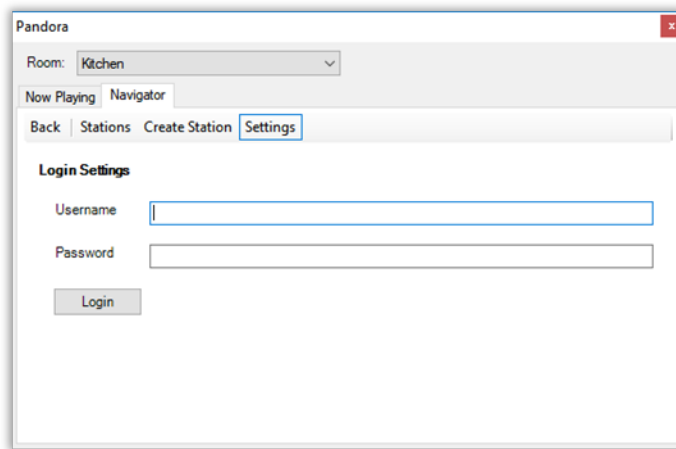 Pandora x
Room: Kitchen
Now Playing Navigator
Back Stations Create Station Settings
Login Settings
Username
Password
Login